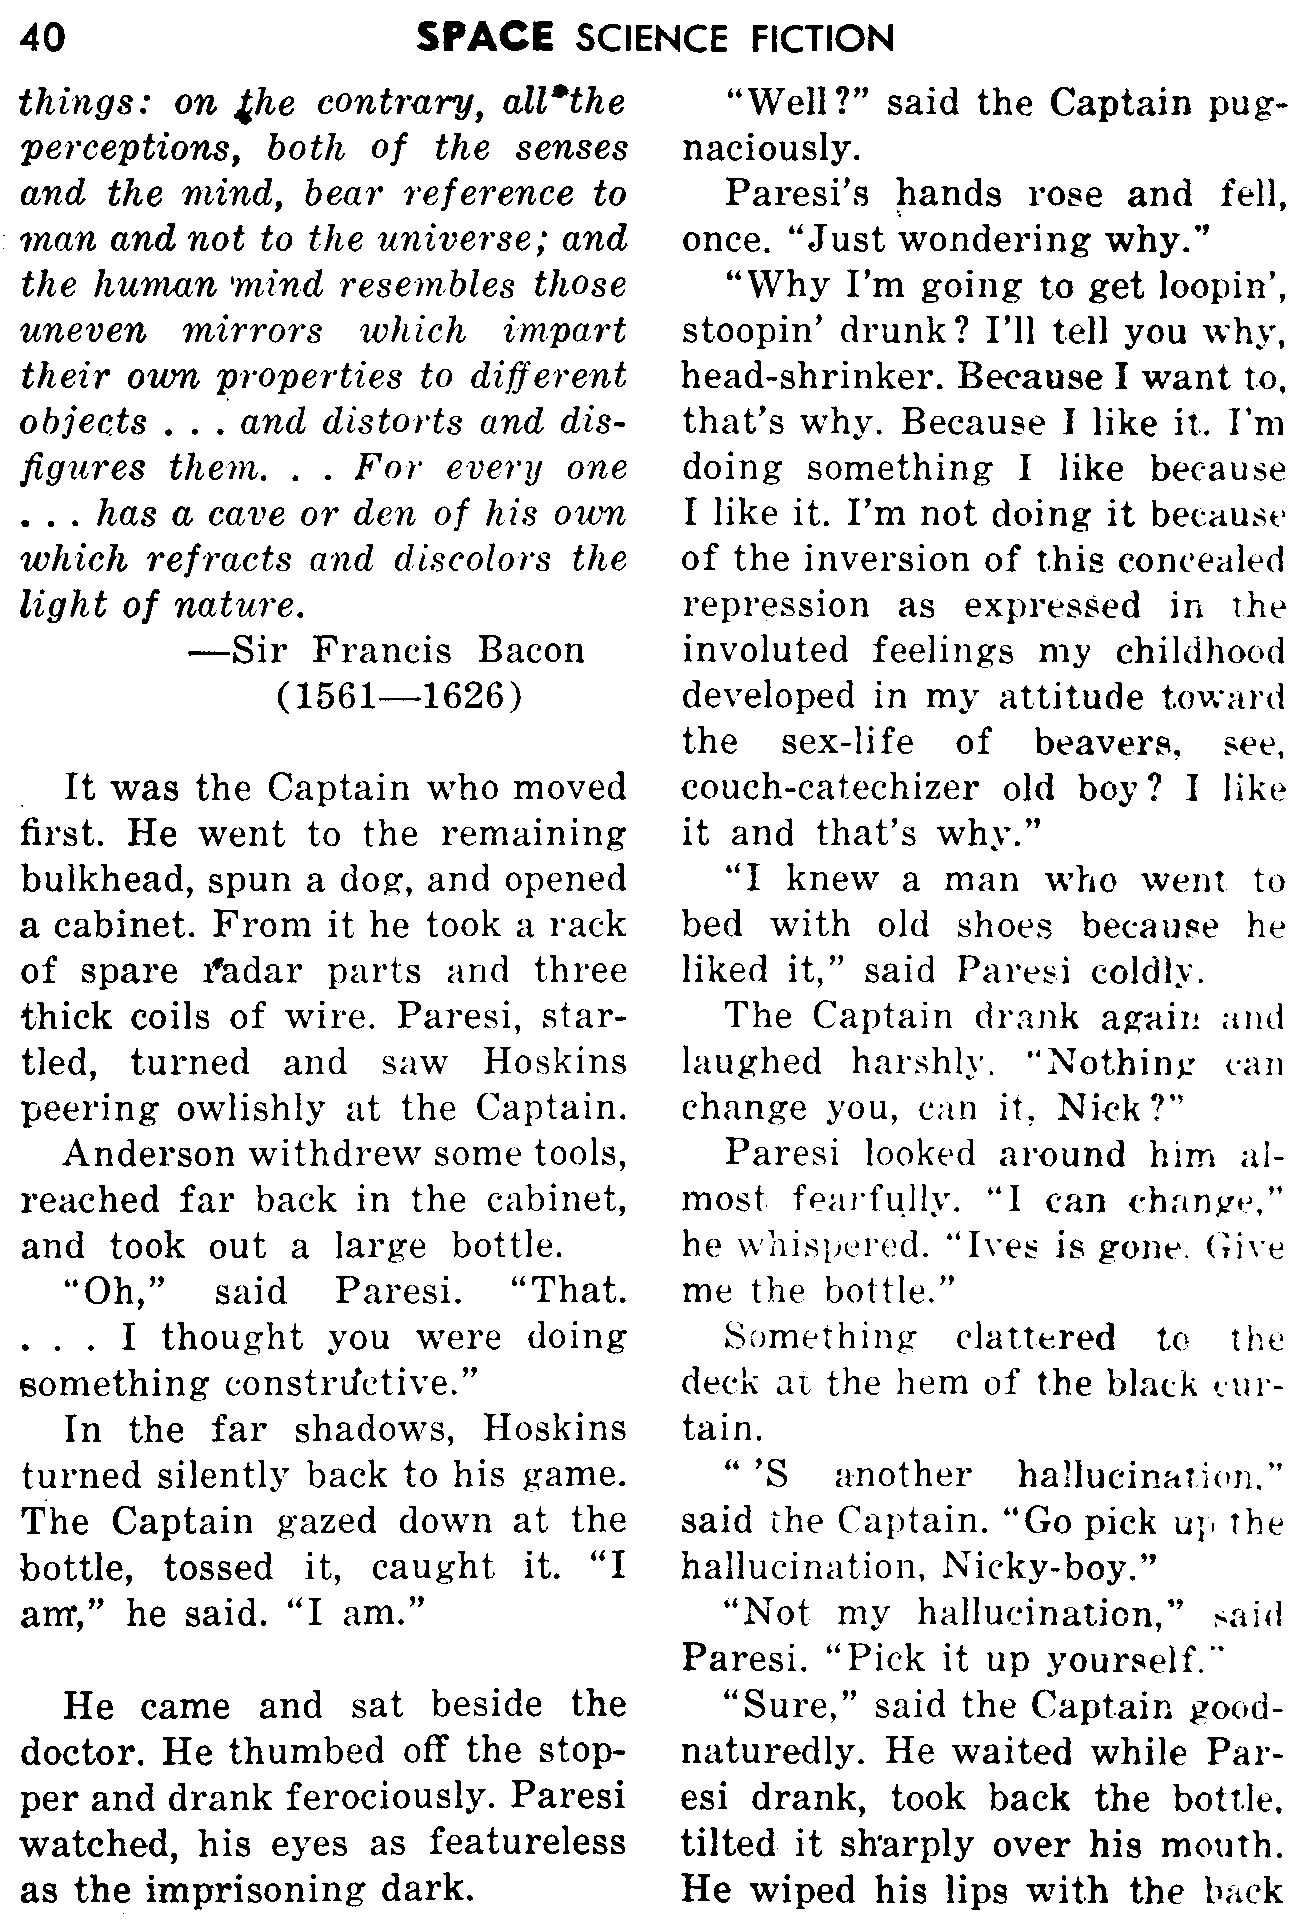 40 SPACE SCIENCE FICTION
things: on the contrary, all the
perceptions, both of the senses
and the mind, bear reference to
man and not to the universe; and
the human mind resembles those
uneven mirrors which impart
their own properties to different
objects . . . and distorts and dis-
figures them. . . For every one
. . . has a cave or den of his own
which refracts and discolors the
light of nature.
—Sir Francis Bacon
(1561—1626)
It was the Captain who moved
first. He went to the remaining
bulkhead, spun a dog, and opened
a cabinet. From it he took a rack
of spare radar parts and three
thick coils of wire. Paresi, star-
tled, turned and saw Hoskins
peering owlishly at the Captain.
Anderson withdrew some tools,
reached far back in the cabinet,
and took out a large bottle.
“Oh,” said Paresi. “That.
. . . I thought you were doing
something constructive.”
In the far shadows, Hoskins
turned silently back to his game.
The Captain gazed down at the
bottle, tossed it, caught it. “I
am,” he said. “I am.”
He came and sat beside the
doctor. He thumbed off the stop-
per and drank ferociously. Paresi
watched, his eyes as featureless
as the imprisoning dark.
“Well?” said the Captain pug-
naciously.
Paresi's hands rose and fell,
once. “Just wondering why.”
“Why I'm going to get loopin',
stoopin' drunk? I'll tell you why,
head-shrinker. Because I want to,
that's why. Because I like it. I'm
doing something I like because
I like it. I'm not doing it because
of the inversion of this concealed
repression as expressed in the
involuted feelings my childhood
developed in my attitude toward
the sex-life of beavers, see,
couch-catechizer old boy? I like
it and that's why.”
“I knew a man who went to
bed with old shoes because he
liked it,” said Paresi coldly.
The Captain drank again and
laughed harshly. “Nothing can
change you, can it, Nick?”
Paresi looked around him al-
most fearfully. “I can change,”
he whispered. “Ives is gone. Give
me the bottle.”
Something clattered to the
deck at the hem of the black cur-
tain.
“ 'S another hallucination,”
said the Captain. “Go pick up the
hallucination, Nicky-boy.”
“Not my hallucination,” said
Paresi. “Pick it up yourself.”
“Sure,” said the Captain good-
naturedly. He waited while Par-
esi drank, took back the bottle,
tilted it sharply over his mouth.
He wiped his lips with the back